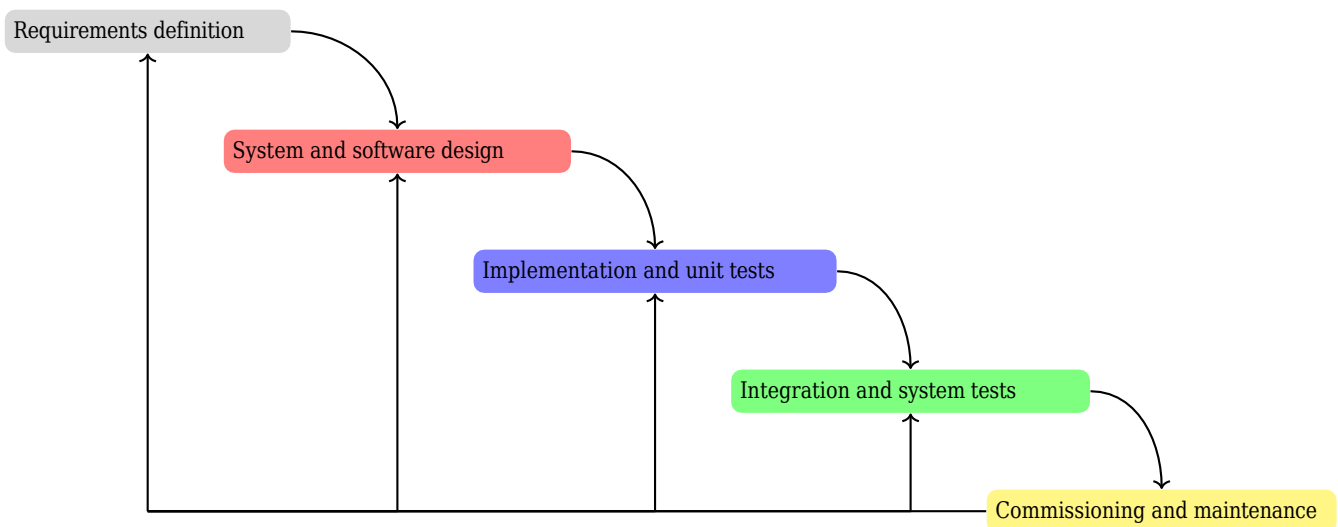 Requirements definition
System and software design
Implementation and unit tests
Integration and system tests
Commissioning and maintenance